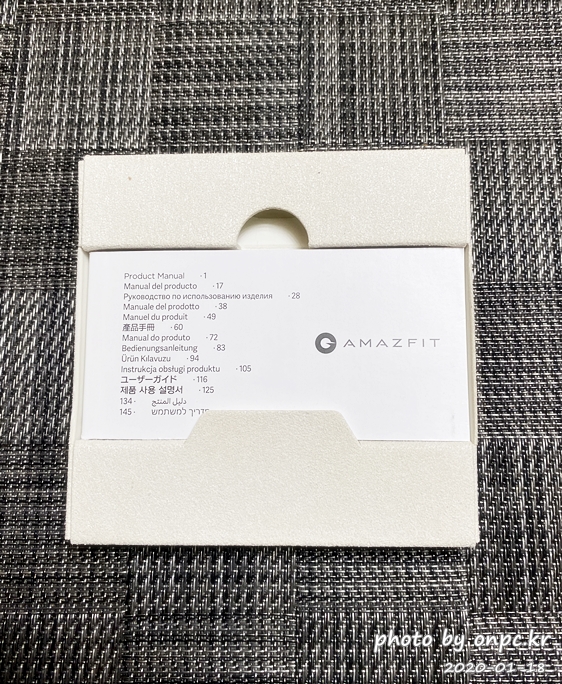 Product Manual · 1
Manual del producto · 17
Руководство по использованию изделия · 28
Manuale del prodotto · 38
Manuel du produit · 49
產品手冊 · 60
Manual do produto · 72
Bedienungsanleitung · 83
Ürün Kılavuzu · 94
Instrukcja obsługi produktu · 105
ユーザーガイド · 116
제품 사용 설명서 · 125
134 · دليل المنتج
145 · מדריך למשתמש
AMAZFIT
photo by onpc.kr
2020-01-18